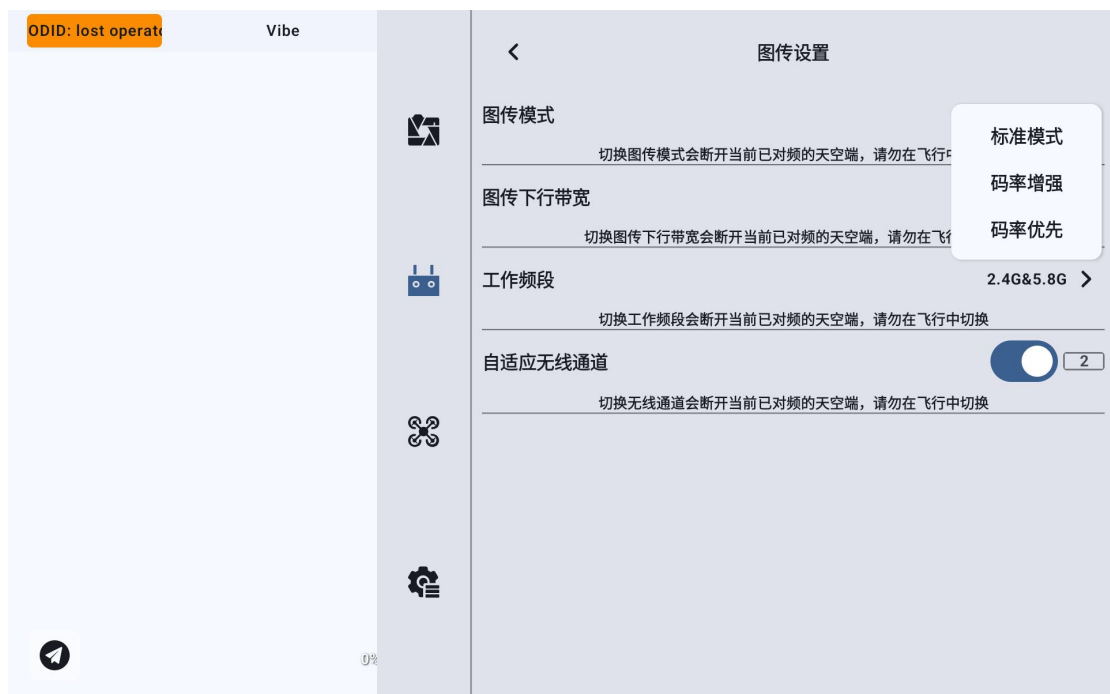 ODID: lost operat
Vibe
图传设置
图传模式
标准模式
切换图传模式会断开当前已对频的天空端，请勿在飞行
码率增强
图传下行带宽
码率优先
切换图传下行带宽会断开当前已对频的天空端，请勿在飞
工作频段
2.4G&5.8G
切换工作频段会断开当前已对频的天空端，请勿在飞行中切换
自适应无线通道
2
切换无线通道会断开当前已对频的天空端，请勿在飞行中切换
0%